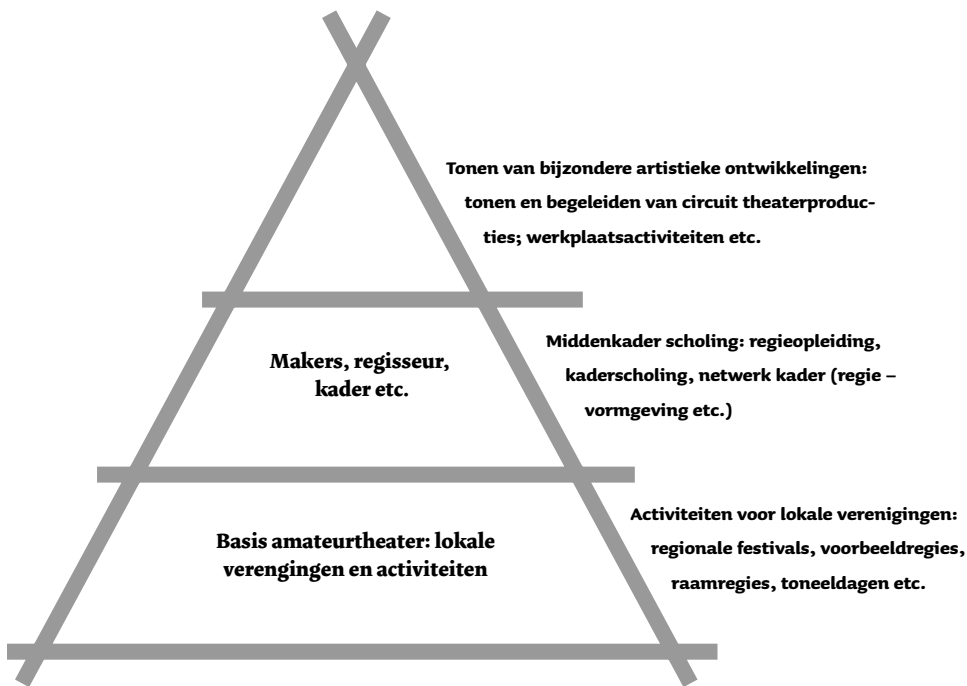 Tonen van bijzondere artistieke ontwikkelingen:
tonen en begeleiden van circuit theaterproduc-
ties; werkplaatsactiviteiten etc.
Makers, regisseur,
kader etc.
Middenkader scholing: regieopleiding,
kaderscholing, netwerk kader (regie –
vormgeving etc.)
Basis amateurtheater: lokale
verengingen en activiteiten
Activiteiten voor lokale verenigingen:
regionale festivals, voorbeeldregies,
raamregies, toneeldagen etc.